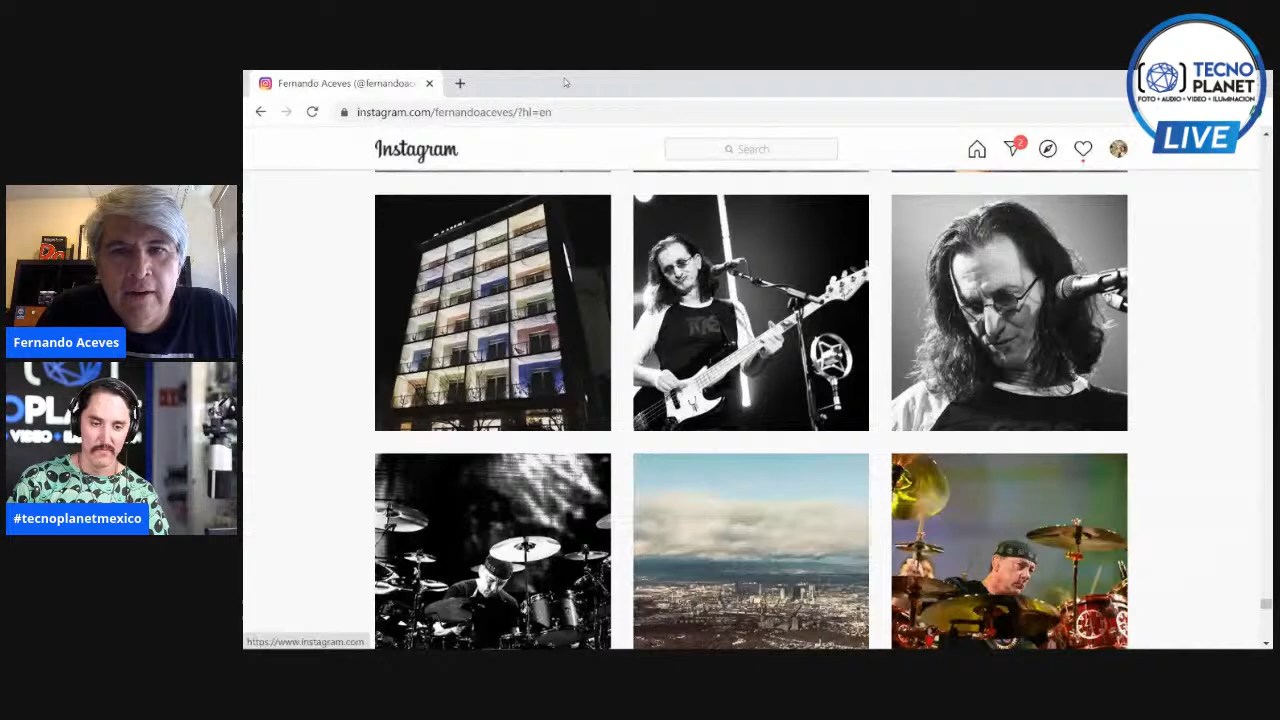 Fernando Aceves (@fernandoace
instagram.com/fernandoaceves/?hl=en
TECNO
PLANET
FOTO + AUDIO + VIDEO + ILUMINACION
LIVE
Instagram
Search
2
Fernando Aceves
#tecnoplanetmexico
https://www.instagram.com